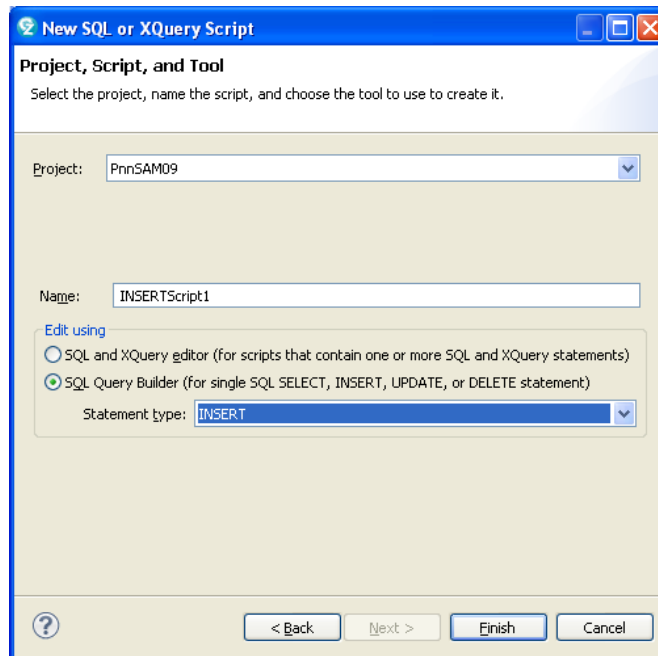 New SQL or XQuery Script
Project, Script, and Tool
Select the project, name the script, and choose the tool to use to create it.
Project: PnnSAM09
Name: INSERTScript1
Edit using
SQL and XQuery editor (for scripts that contain one or more SQL and XQuery statements)
SQL Query Builder (for single SQL SELECT, INSERT, UPDATE, or DELETE statement)
Statement type: INSERT
? < Back Next > Finish Cancel